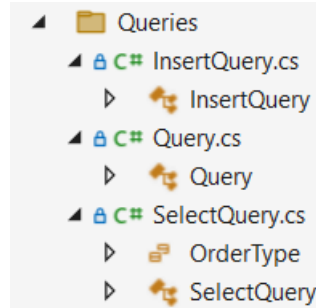 Queries
C# InsertQuery.cs
InsertQuery
C# Query.cs
Query
C# SelectQuery.cs
OrderType
SelectQuery